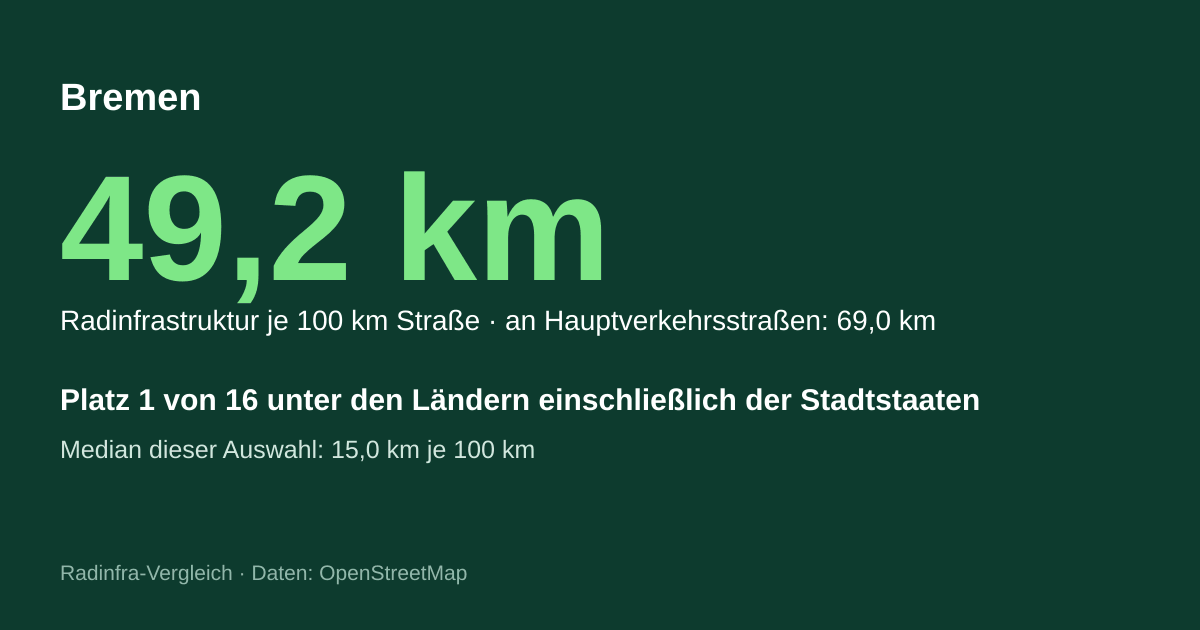 Bremen
49,2 km
Radinfrastruktur je 100 km Straße · an Hauptverkehrsstraßen: 69,0 km
Platz 1 von 16 unter den Ländern einschließlich der Stadtstaaten
Median dieser Auswahl: 15,0 km je 100 km
Radinfra-Vergleich · Daten: OpenStreetMap